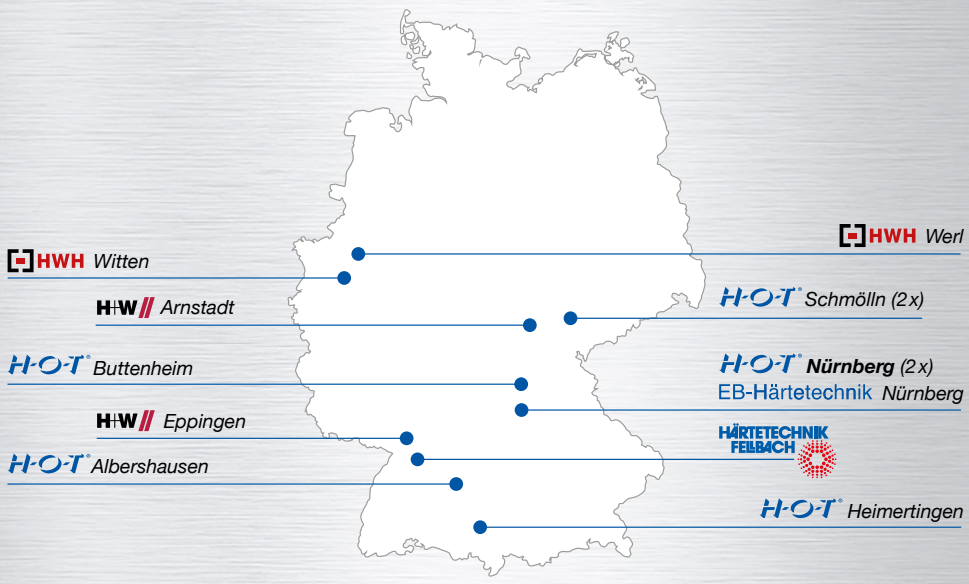 HWH Witten
H+W Arnstadt
H-O-T® Buttenheim
H+W Eppingen
H-O-T® Albershausen
HWH Werl
H-O-T® Schmölln (2x)
H-O-T® Nürnberg (2x)
EB-Härtetechnik Nürnberg
HÄRTETECHNIK
FELLBACH
H-O-T® Heimertingen